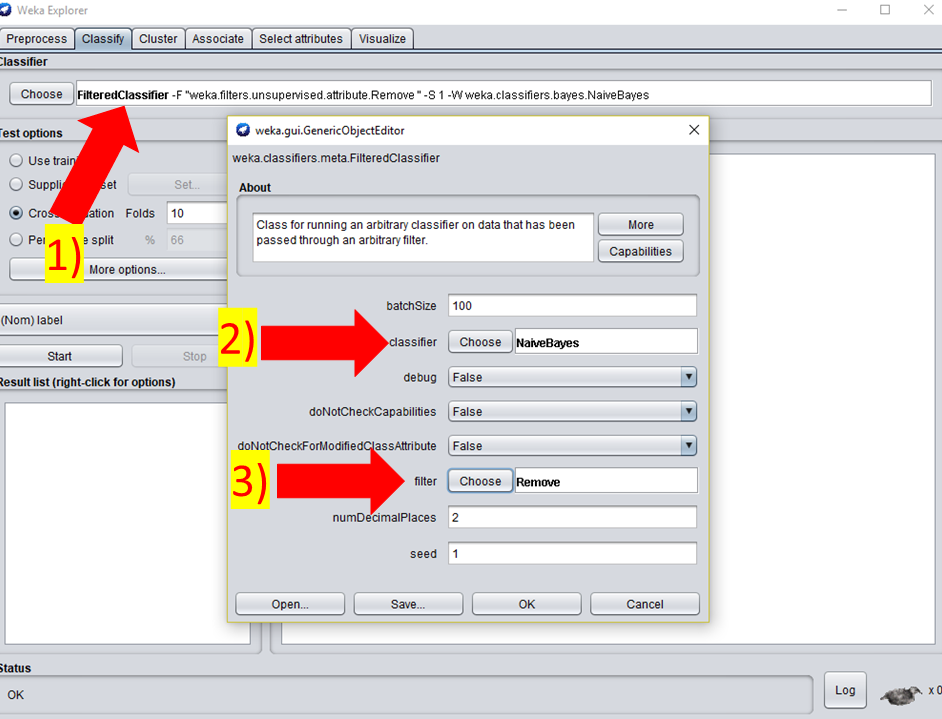 Weka Explorer
Preprocess Classify Cluster Associate Select attributes Visualize
Classifier
Choose FilteredClassifier -F "weka.filters.unsupervised.attribute.Remove " -S 1 -W weka.classifiers.bayes.NaiveBayes
Test options
Use train
Supplied set Set...
Cross ation Folds 10
Per e split % 66
More options...
(Nom) label
Start Stop
Result list (right-click for options)
1)
2)
3)
weka.gui.GenericObjectEditor
weka.classifiers.meta.FilteredClassifier
About
Class for running an arbitrary classifier on data that has been
passed through an arbitrary filter.
More
Capabilities
batchSize 100
classifier Choose NaiveBayes
debug False
doNotCheckCapabilities False
doNotCheckForModifiedClassAttribute False
filter Choose Remove
numDecimalPlaces 2
seed 1
Open... Save... OK Cancel
Status
OK
Log x 0